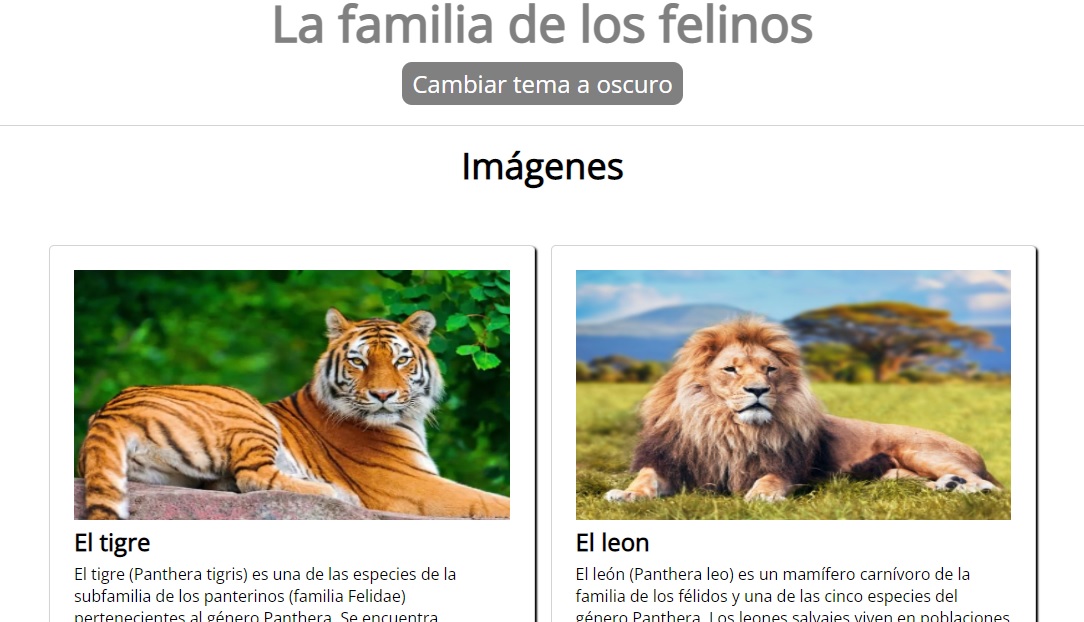 La familia de los felinos
Cambiar tema a oscuro
Imágenes
El tigre
El tigre (Panthera tigris) es una de las especies de la
subfamilia de los panterinos (familia Felidae)
pertenecientes al género Panthera. Se encuentra
El leon
El león (Panthera leo) es un mamífero carnívoro de la
familia de los félidos y una de las cinco especies del
género Panthera. Los leones salvajes viven en poblaciones